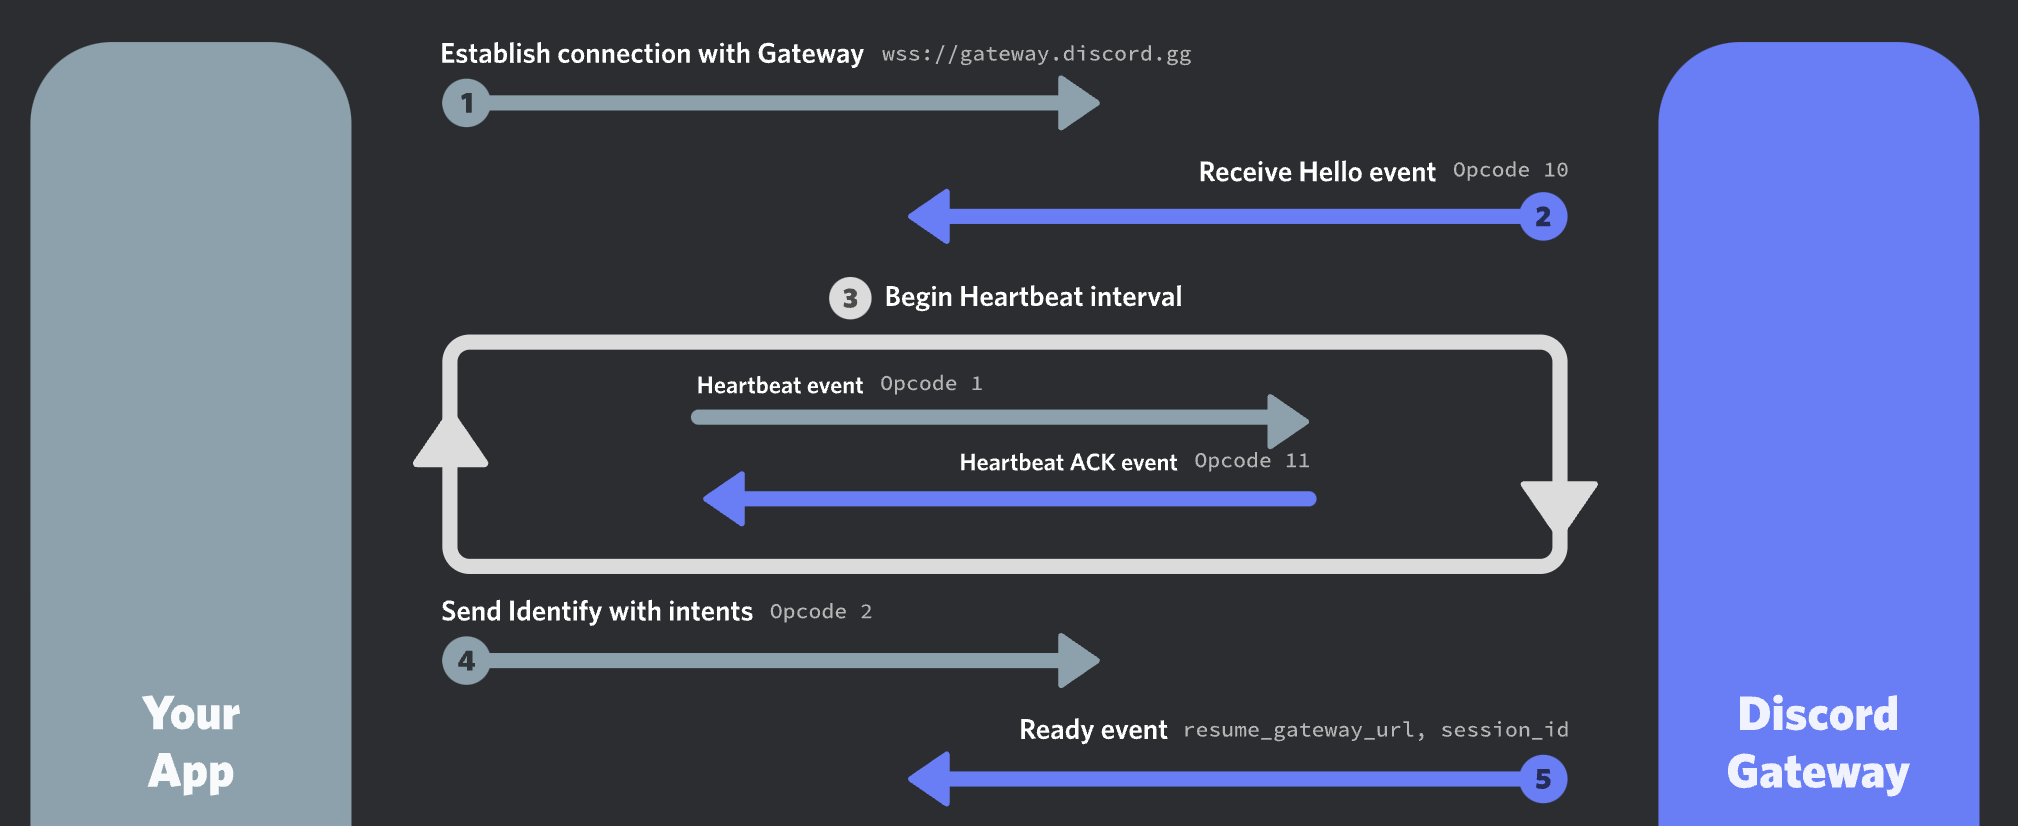 Establish connection with Gateway wss://gateway.discord.gg
1
Receive Hello event Opcode 10
2
3 Begin Heartbeat interval
Heartbeat event Opcode 1
Heartbeat ACK event Opcode 11
Send Identify with intents Opcode 2
4
Ready event resume_gateway_url, session_id
5
Your
App
Discord
Gateway